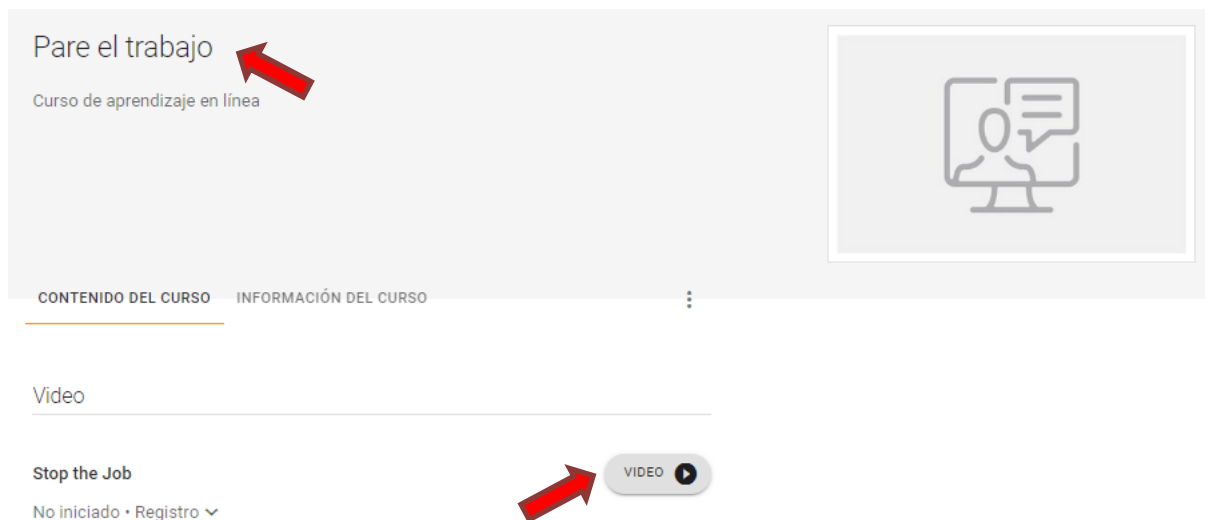 Pare el trabajo
Curso de aprendizaje en línea
CONTENIDO DEL CURSO INFORMACIÓN DEL CURSO
Video
Stop the Job
VIDEO
No iniciado • Registro